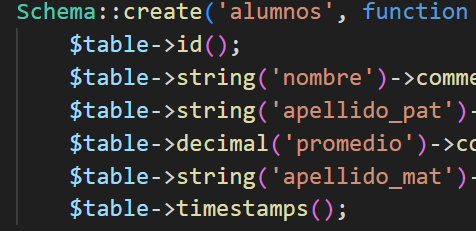 Schema::create('alumnos', function
$table->id();
$table->string('nombre')->comme
$table->string('apellido_pat')-
$table->decimal('promedio')->co
$table->string('apellido_mat')-
$table->timestamps();